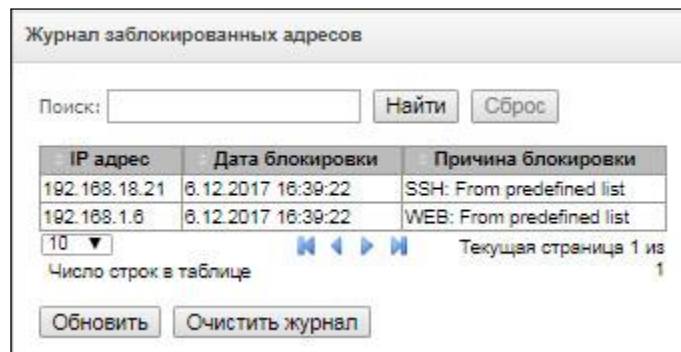 Журнал заблокированных адресов
Поиск: Найти Сброс
IP адрес Дата блокировки Причина блокировки
192.168.18.21 6.12.2017 16:39:22 SSH: From predefined list
192.168.1.6 6.12.2017 16:39:22 WEB: From predefined list
10 Текущая страница 1 из
Число строк в таблице 1
Обновить Очистить журнал